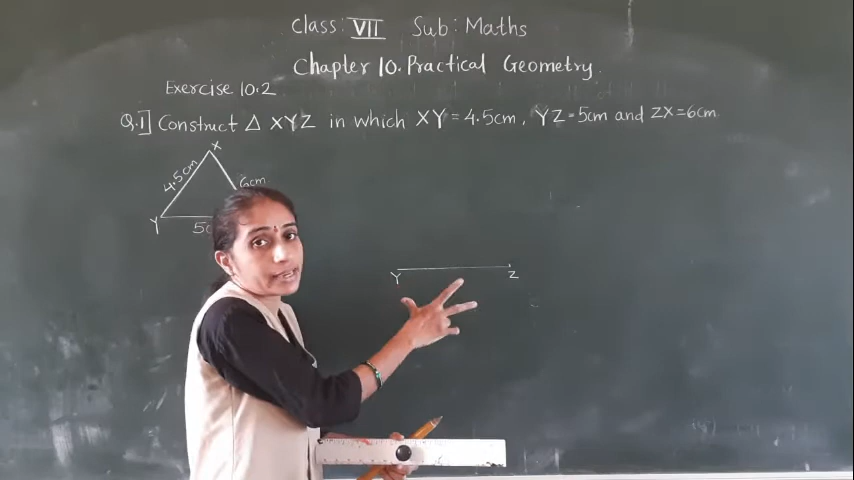 Class: VII Sub: Maths
Chapter 10. Practical Geometry.
Exercise 10.2
Q.1] Construct △ XYZ in which XY = 4.5cm, YZ = 5cm and ZX = 6cm
X
4.5cm
6cm
Y
Y Z